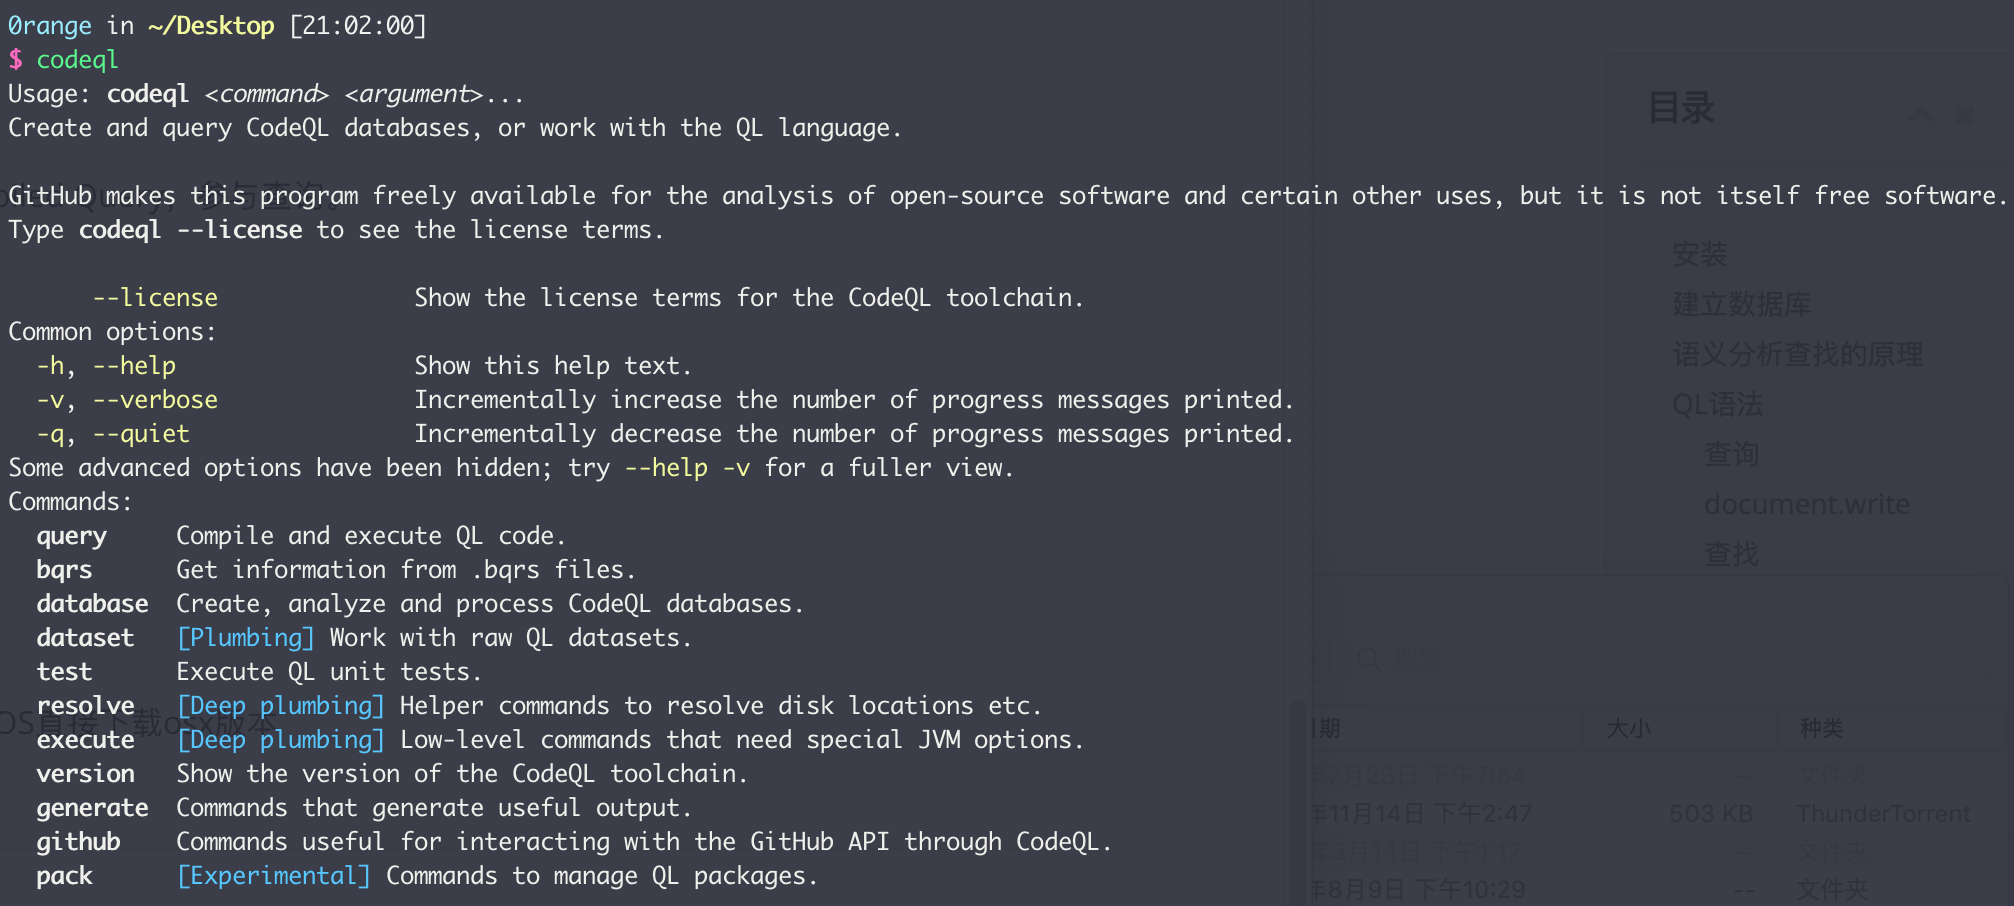 0range in ~/Desktop [21:02:00]
$ codeql
Usage: codeql <command> <argument>...
Create and query CodeQL databases, or work with the QL language.
GitHub makes this program freely available for the analysis of open-source software and certain other uses, but it is not itself free software.
Type codeql --license to see the license terms.
--license Show the license terms for the CodeQL toolchain.
Common options:
-h, --help Show this help text.
-v, --verbose Incrementally increase the number of progress messages printed.
-q, --quiet Incrementally decrease the number of progress messages printed.
Some advanced options have been hidden; try --help -v for a fuller view.
Commands:
query Compile and execute QL code.
bqrs Get information from .bqrs files.
database Create, analyze and process CodeQL databases.
dataset [Plumbing] Work with raw QL datasets.
test Execute QL unit tests.
resolve [Deep plumbing] Helper commands to resolve disk locations etc.
execute [Deep plumbing] Low-level commands that need special JVM options.
version Show the version of the CodeQL toolchain.
generate Commands that generate useful output.
github Commands useful for interacting with the GitHub API through CodeQL.
pack [Experimental] Commands to manage QL packages.
目录
安装
建立数据库
语义分析查找的原理
QL语法
查询
document.write
查找
OS直接下载osx版本
搜索
期 大小 种类
年7月23日 下午7:54 -- 文件夹
年11月14日 下午2:47 503 KB ThunderTorrent
年3月14日 下午1:17 -- 文件夹
年8月9日 下午10:29 -- 文件夹